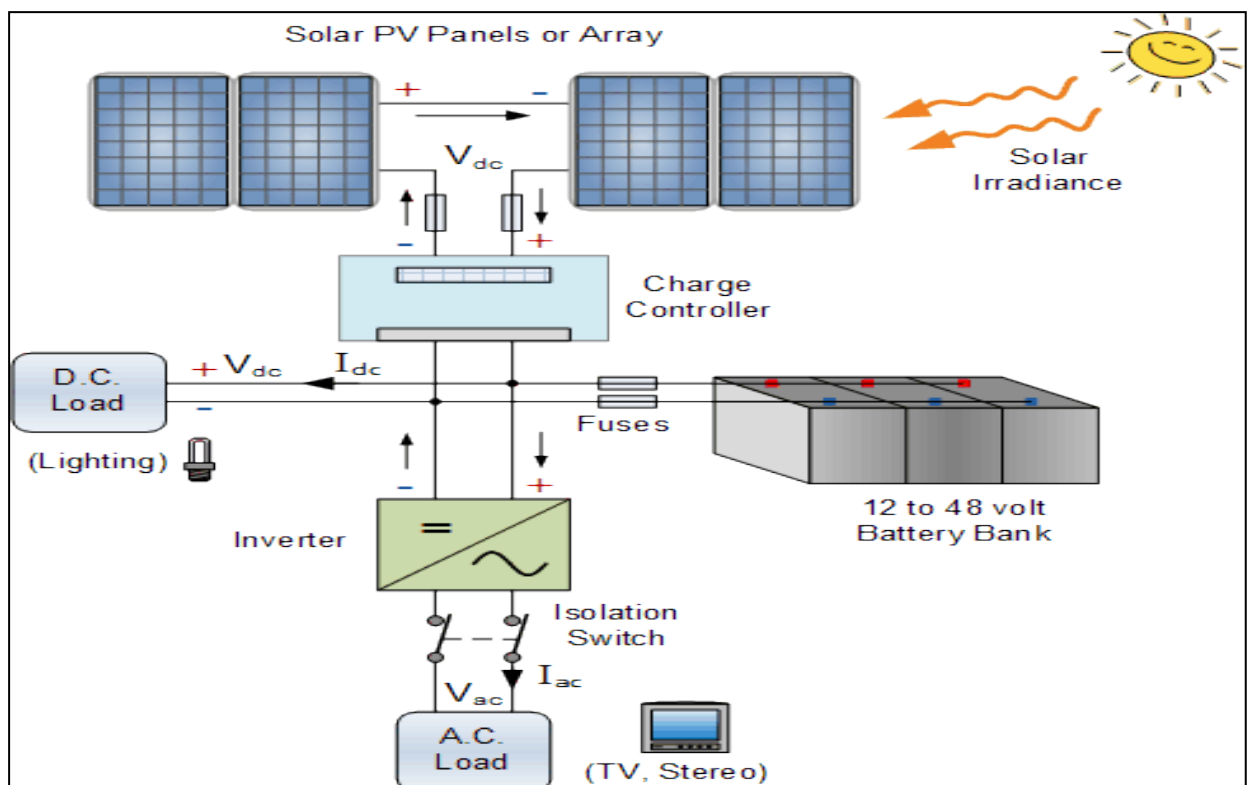 Solar PV Panels or Array
+ -
Solar
Irradiance
Vdc
- +
Charge
Controller
D.C.
Load
+ Vdc Idc
-
(Lighting)
Fuses
12 to 48 volt
Battery Bank
- +
Inverter
=
Isolation
Switch
Iac
Vac
A.C.
Load
(TV, Stereo)